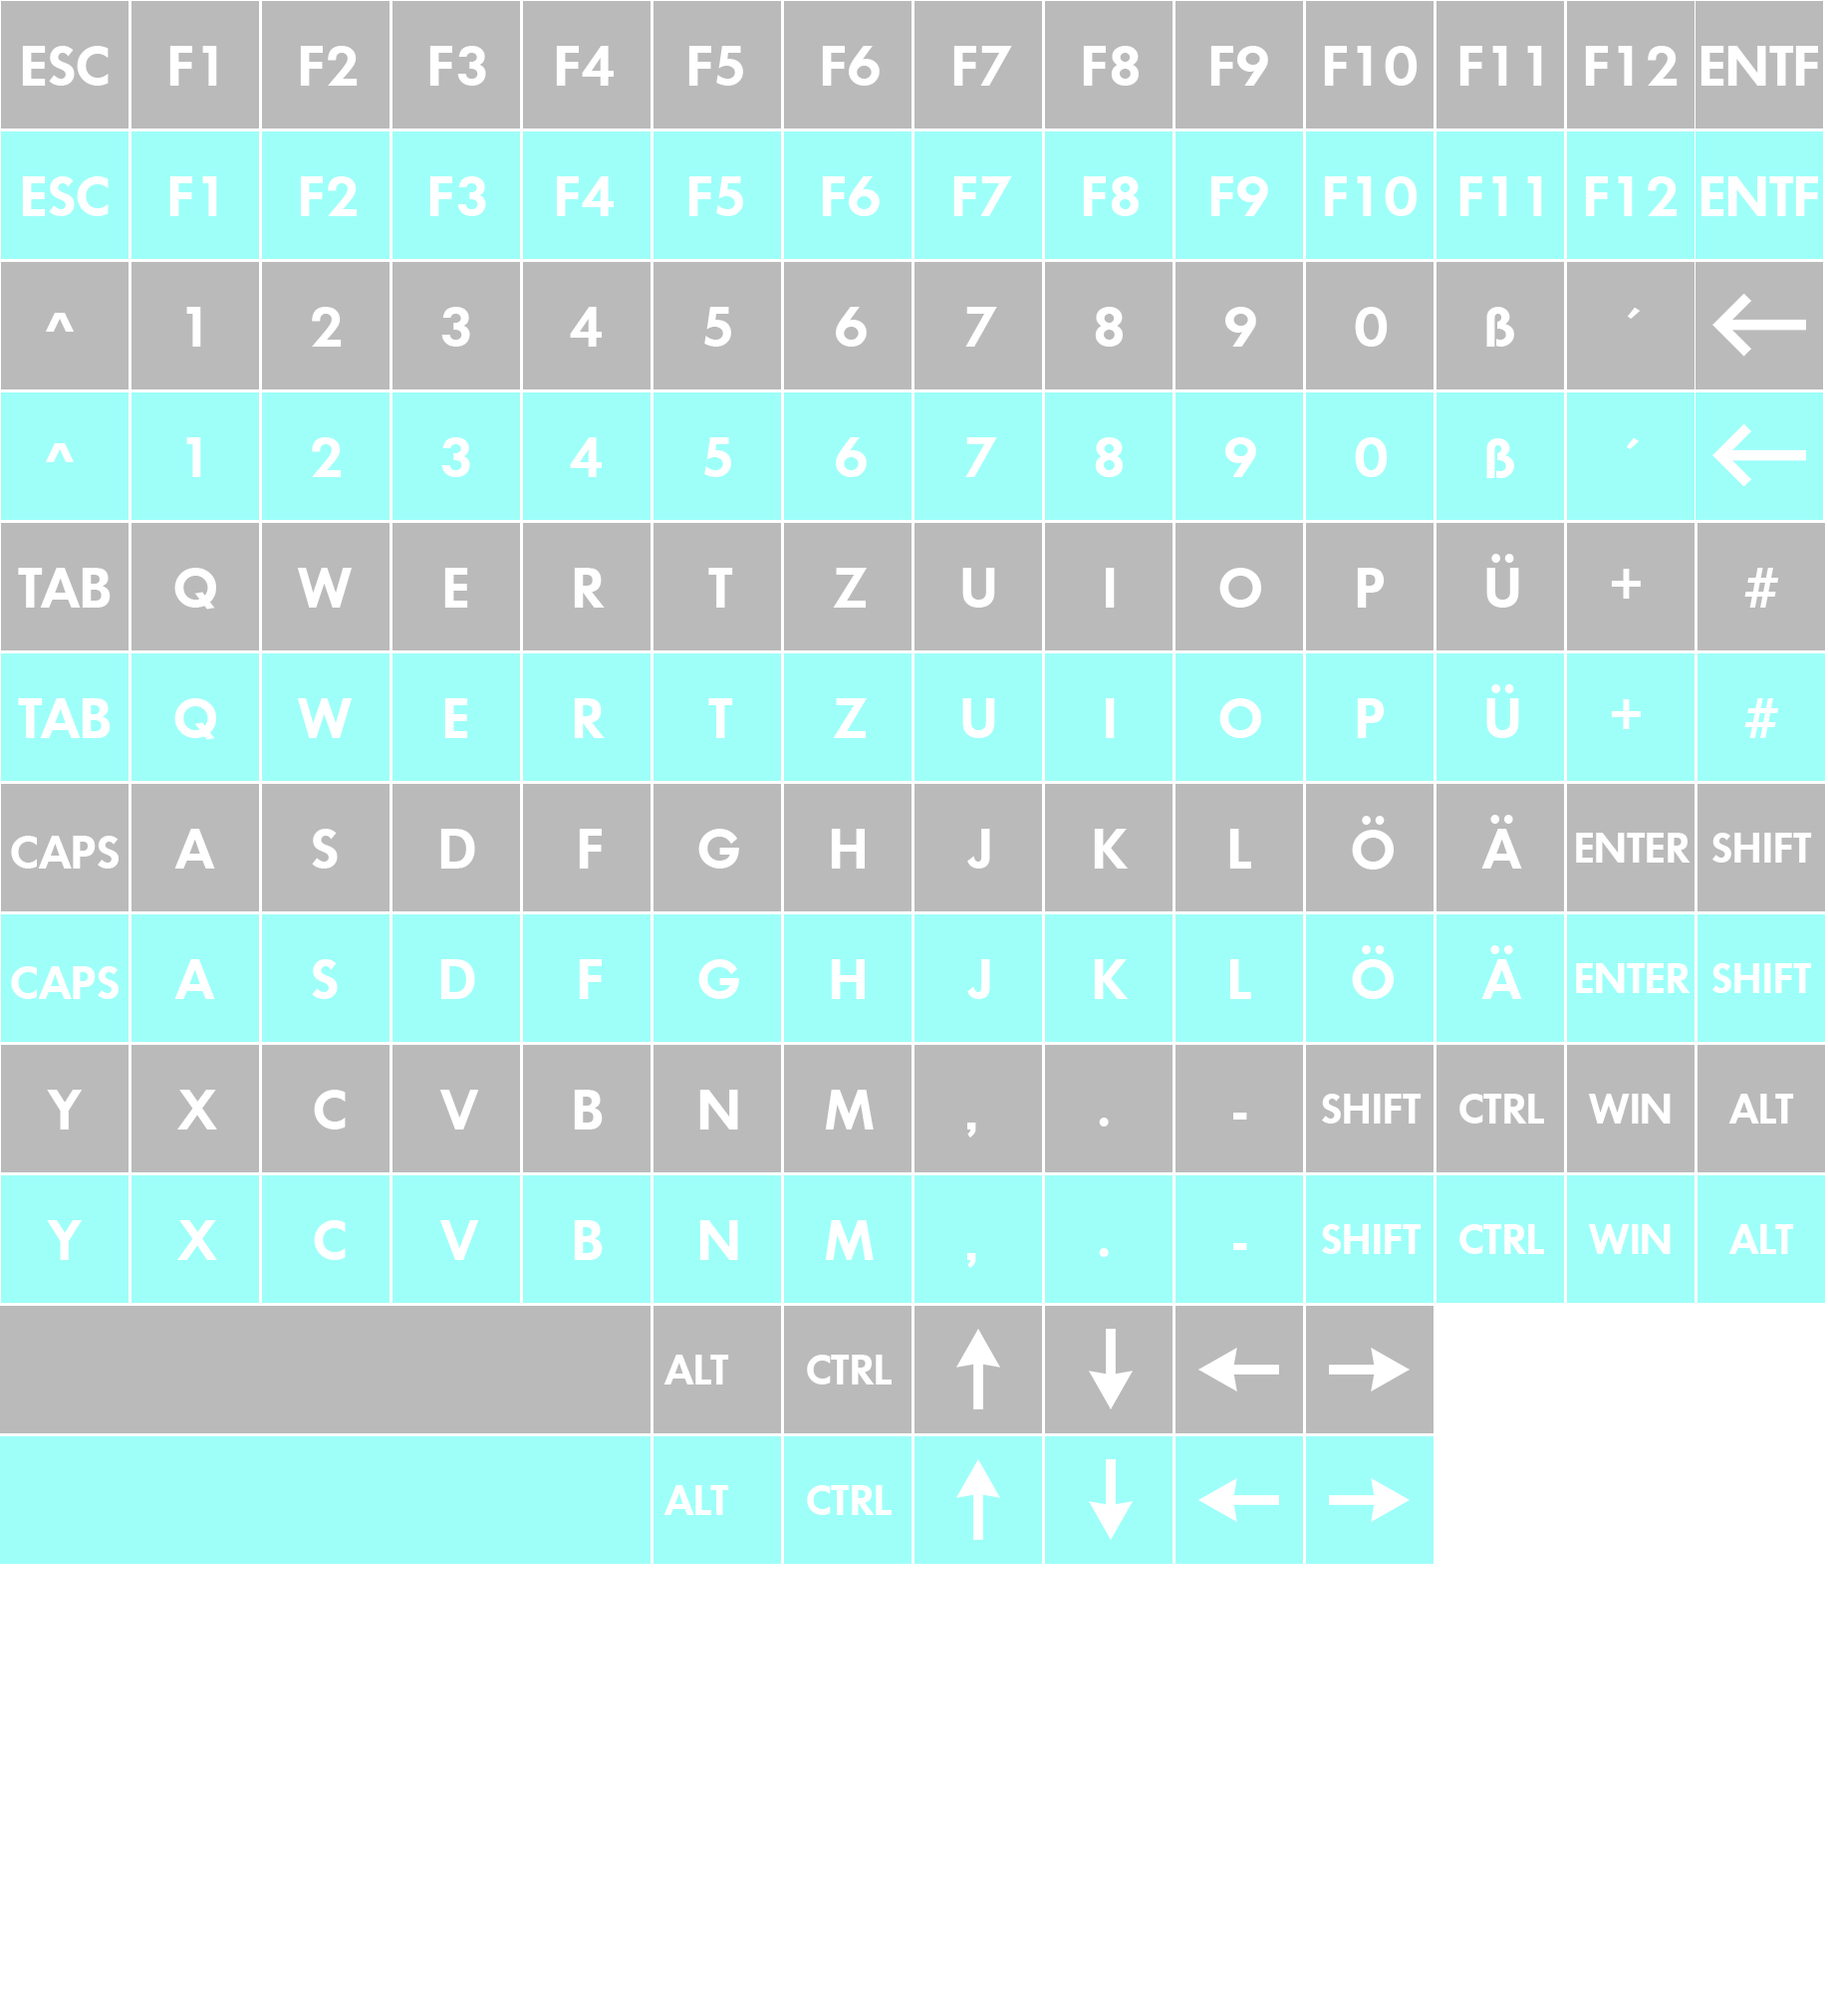 ESC F1 F2 F3 F4 F5 F6 F7 F8 F9 F10 F11 F12 ENTF
ESC F1 F2 F3 F4 F5 F6 F7 F8 F9 F10 F11 F12 ENTF
^ 1 2 3 4 5 6 7 8 9 0 ß ´ ←
^ 1 2 3 4 5 6 7 8 9 0 ß ´ ←
TAB Q W E R T Z U I O P Ü + #
TAB Q W E R T Z U I O P Ü + #
CAPS A S D F G H J K L Ö Ä ENTER SHIFT
CAPS A S D F G H J K L Ö Ä ENTER SHIFT
Y X C V B N M , . - SHIFT CTRL WIN ALT
Y X C V B N M , . - SHIFT CTRL WIN ALT
ALT CTRL ↑ ↓ ← →
ALT CTRL ↑ ↓ ← →